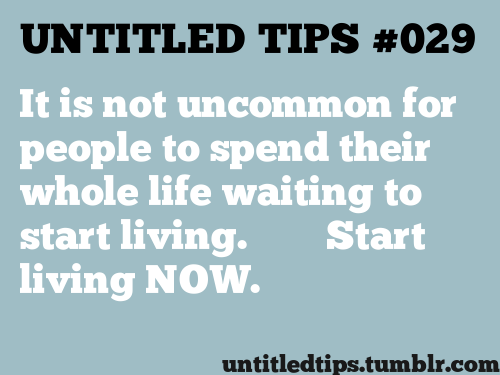 UNTITLED TIPS #029
It is not uncommon for
people to spend their
whole life waiting to
start living. Start
living NOW.
untitledtips.tumblr.com